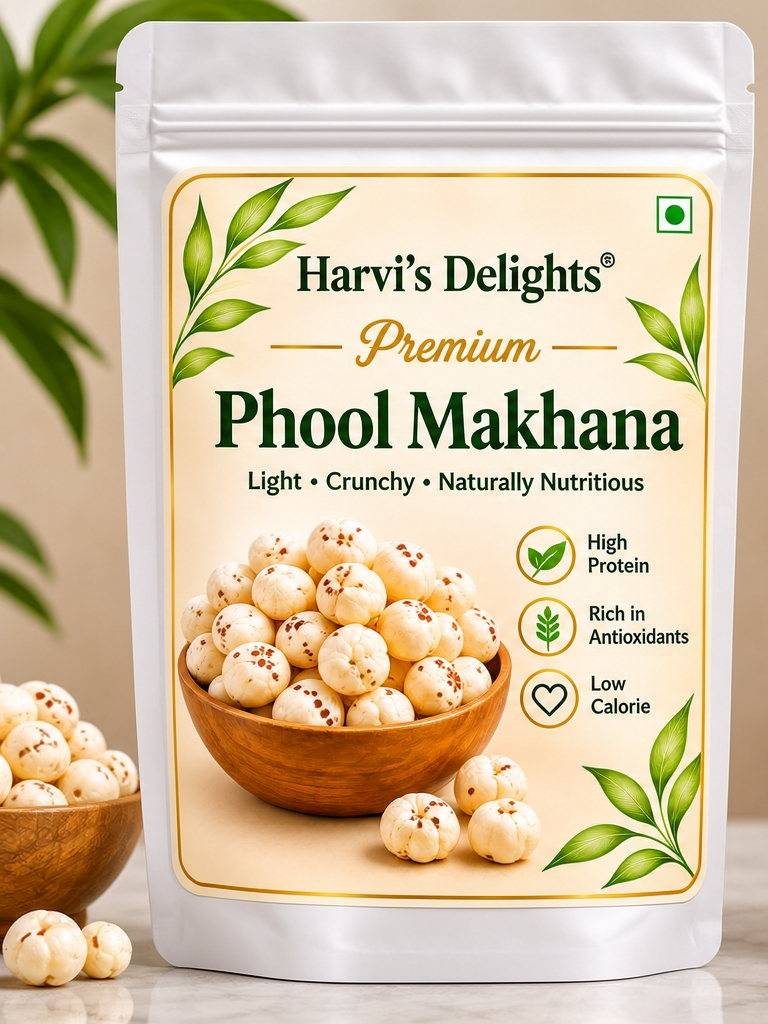 Harvi's Delights®
Premium
Phool Makhana
Light • Crunchy • Naturally Nutritious
High
Protein
Rich in
Antioxidants
Low
Calorie